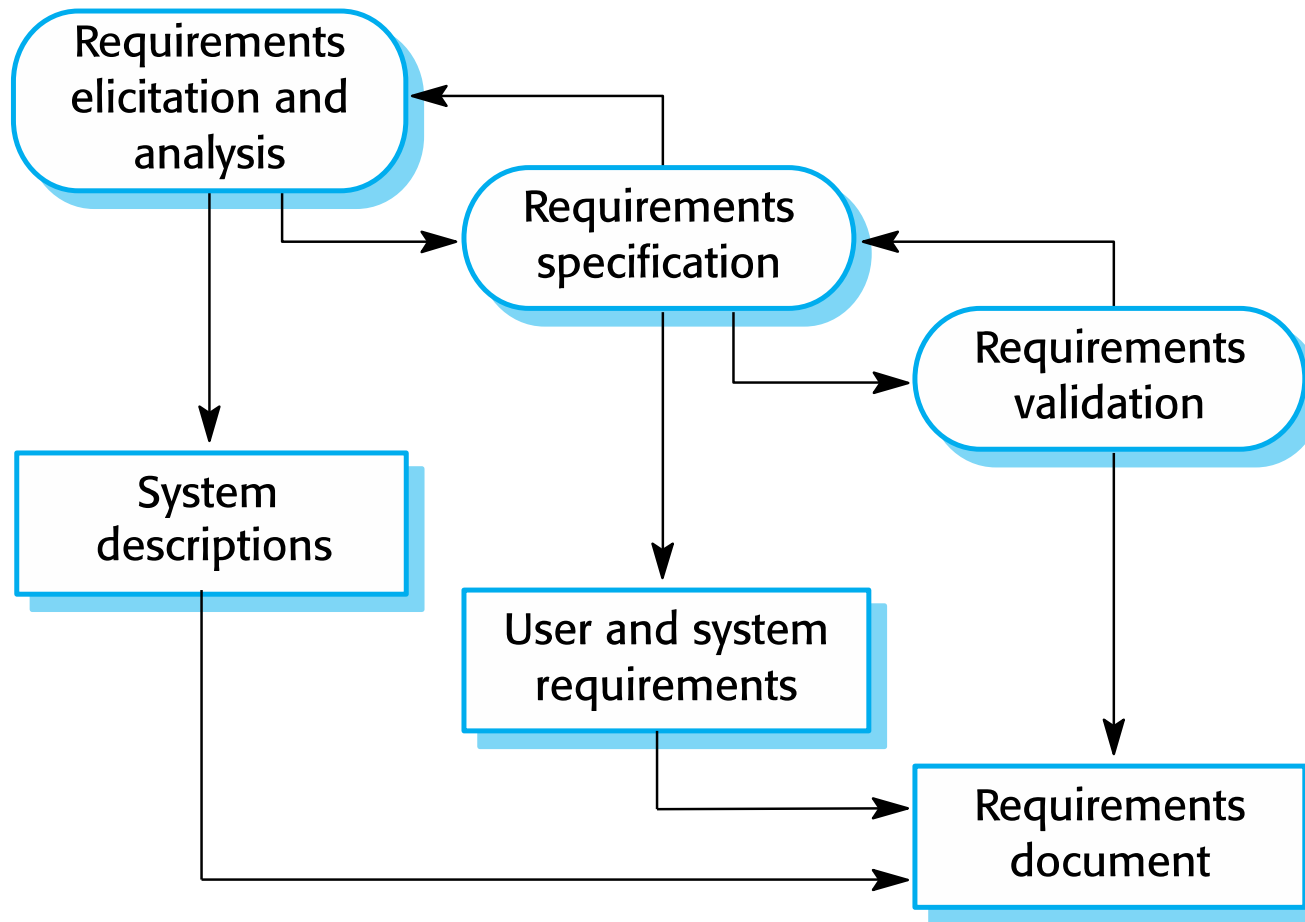 Requirements
elicitation and
analysis
Requirements
specification
Requirements
validation
System
descriptions
User and system
requirements
Requirements
document